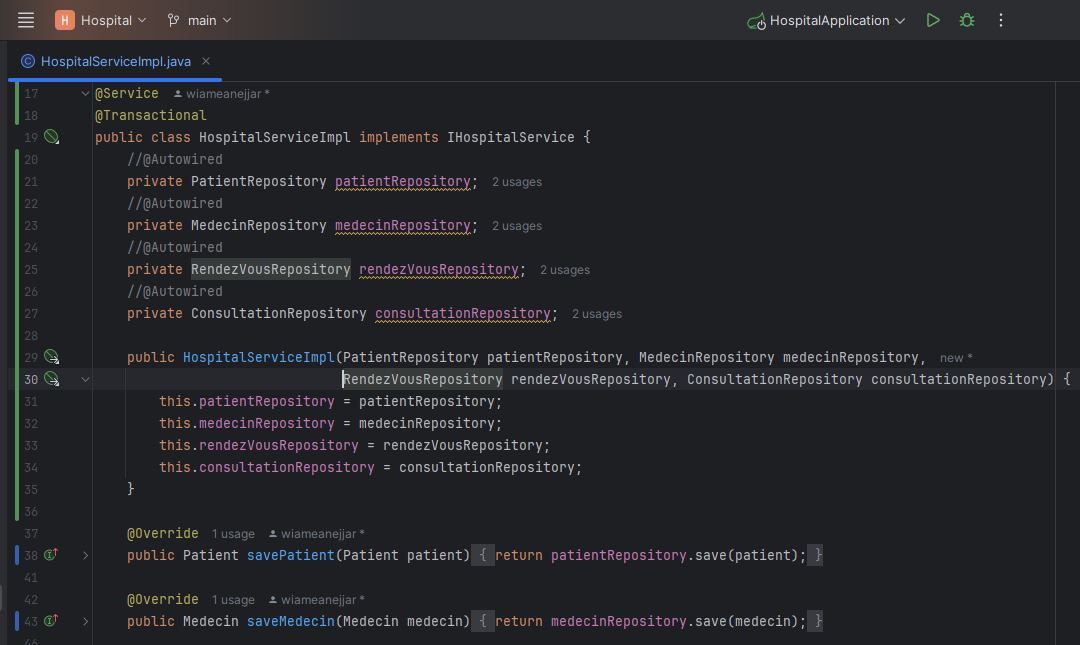 H Hospital main HospitalApplication
HospitalServiceImpl.java
17 @Service wiameanejjar *
18 @Transactional
19 public class HospitalServiceImpl implements IHospitalService {
20 //@Autowired
21 private PatientRepository patientRepository; 2 usages
22 //@Autowired
23 private MedecinRepository medecinRepository; 2 usages
24 //@Autowired
25 private RendezVousRepository rendezVousRepository; 2 usages
26 //@Autowired
27 private ConsultationRepository consultationRepository; 2 usages
28
29 public HospitalServiceImpl(PatientRepository patientRepository, MedecinRepository medecinRepository, new *
30 RendezVousRepository rendezVousRepository, ConsultationRepository consultationRepository) {
31 this.patientRepository = patientRepository;
32 this.medecinRepository = medecinRepository;
33 this.rendezVousRepository = rendezVousRepository;
34 this.consultationRepository = consultationRepository;
35 }
36
37 @Override 1 usage wiameanejjar *
38 public Patient savePatient(Patient patient) { return patientRepository.save(patient); }
41
42 @Override 1 usage wiameanejjar *
43 public Medecin saveMedecin(Medecin medecin) { return medecinRepository.save(medecin); }
46